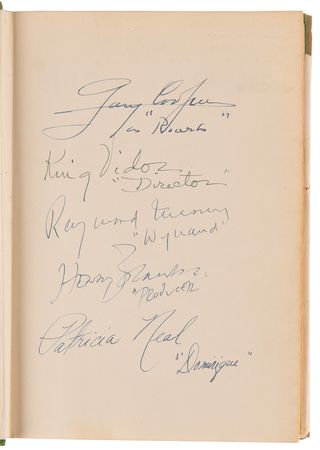 Gary Cooper
as "Roark"
King Vidor
"Director"
Raymond Massey
"Wynand"
Henry Blanke
"Producer
Patricia Neal
"Dominique"